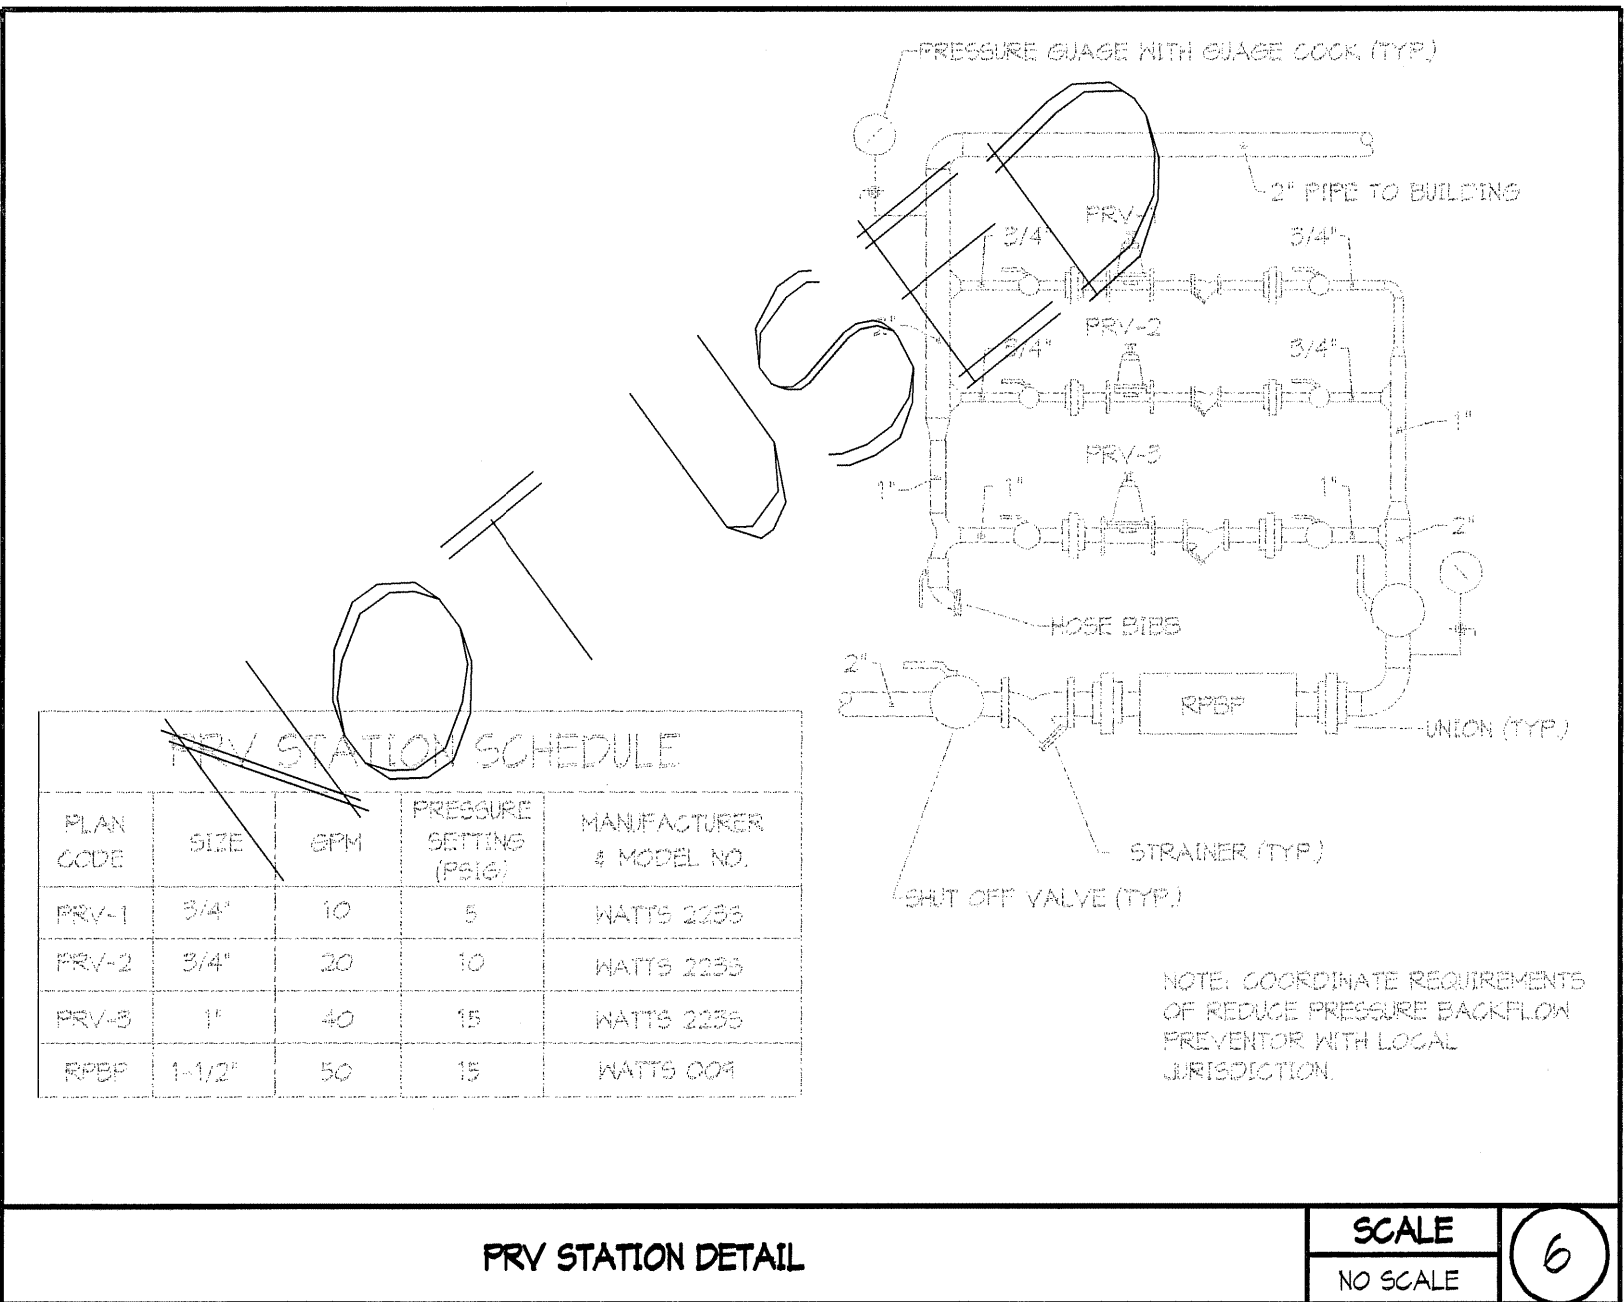 PRESSURE GUAGE WITH GUAGE COCK (TYP.)
2" PIPE TO BUILDING
PRV-1
3/4"
3/4"
2"
PRV-2
3/4"
3/4"
1"
PRV-3
1"
1"
1"
2"
HOSE BIBB
2"
RPBP
UNION (TYP.)
STRAINER (TYP.)
SHUT OFF VALVE (TYP.)
NOT USED
PRV STATION SCHEDULE
PLAN CODE SIZE GPM PRESSURE SETTING (PSIG) MANUFACTURER & MODEL NO.
PRV-1 3/4" 10 5 WATTS 223S
PRV-2 3/4" 20 10 WATTS 223S
PRV-3 1" 40 15 WATTS 223S
RPBP 1-1/2" 50 15 WATTS 009
NOTE: COORDINATE REQUIREMENTS
OF REDUCE PRESSURE BACKFLOW
PREVENTOR WITH LOCAL
JURISDICTION.
PRV STATION DETAIL
SCALE
NO SCALE
6